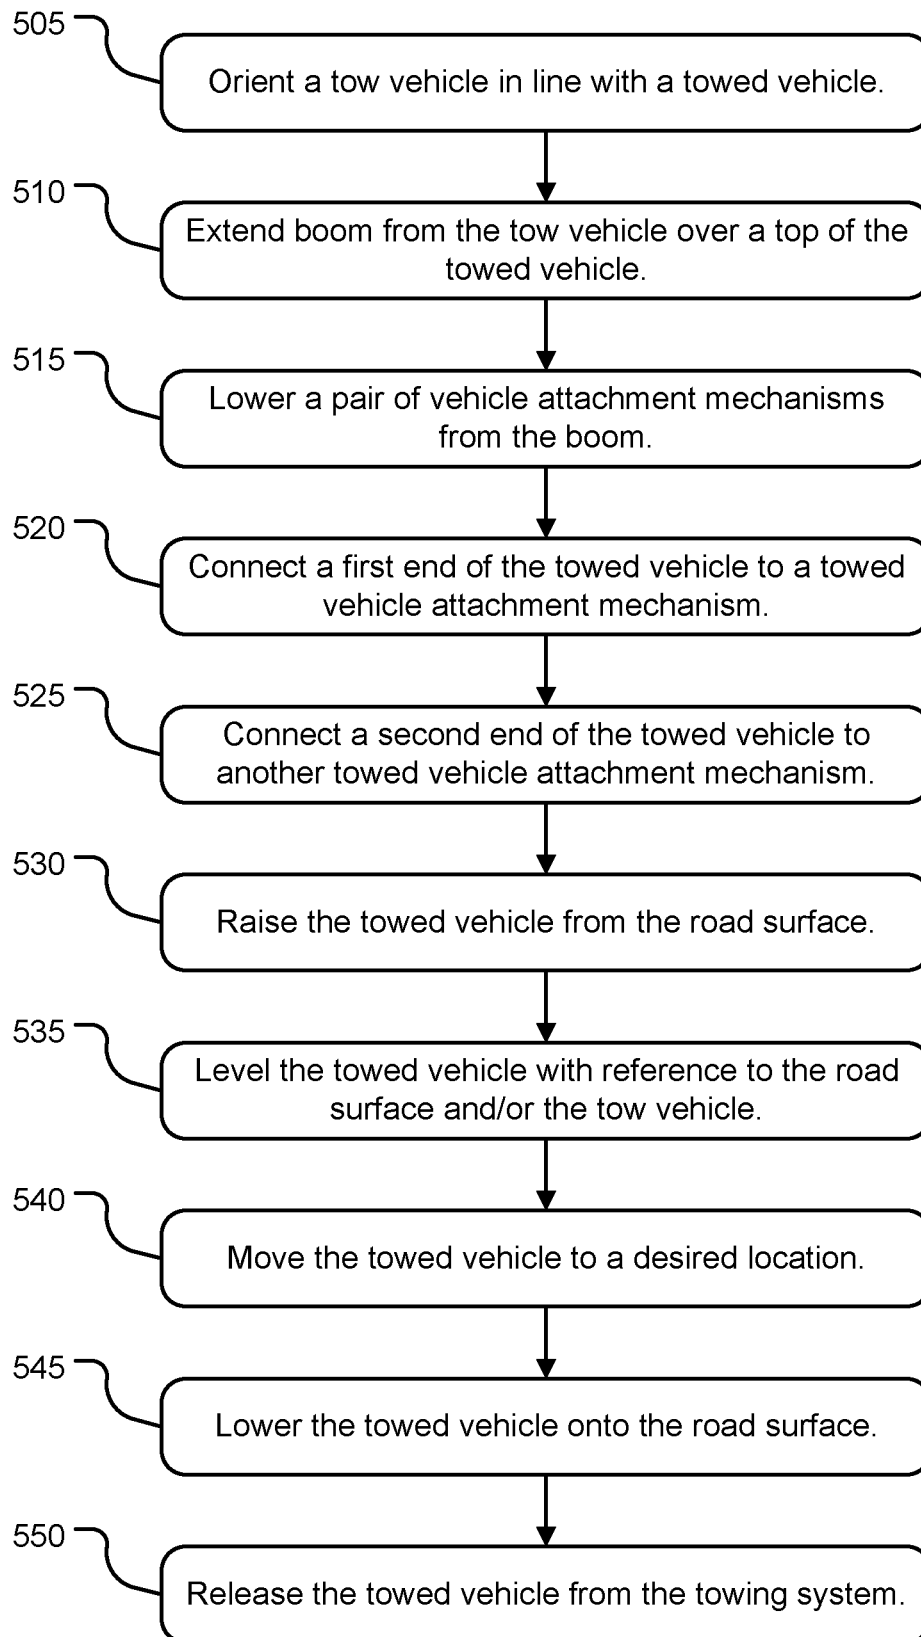 505
Orient a tow vehicle in line with a towed vehicle.
510
Extend boom from the tow vehicle over a top of the
towed vehicle.
515
Lower a pair of vehicle attachment mechanisms
from the boom.
520
Connect a first end of the towed vehicle to a towed
vehicle attachment mechanism.
525
Connect a second end of the towed vehicle to
another towed vehicle attachment mechanism.
530
Raise the towed vehicle from the road surface.
535
Level the towed vehicle with reference to the road
surface and/or the tow vehicle.
540
Move the towed vehicle to a desired location.
545
Lower the towed vehicle onto the road surface.
550
Release the towed vehicle from the towing system.